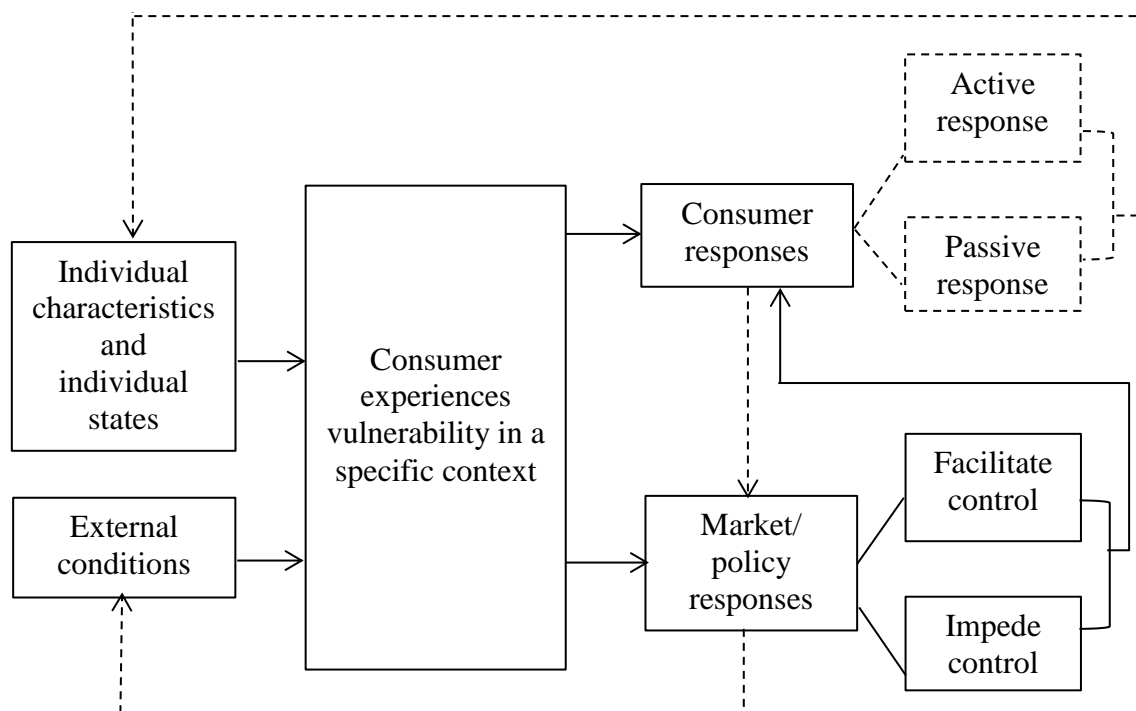 Active
response
Consumer
responses
Passive
response
Individual
characteristics
and
individual
states
Consumer
experiences
vulnerability in a
specific context
Facilitate
control
External
conditions
Market/
policy
responses
Impede
control